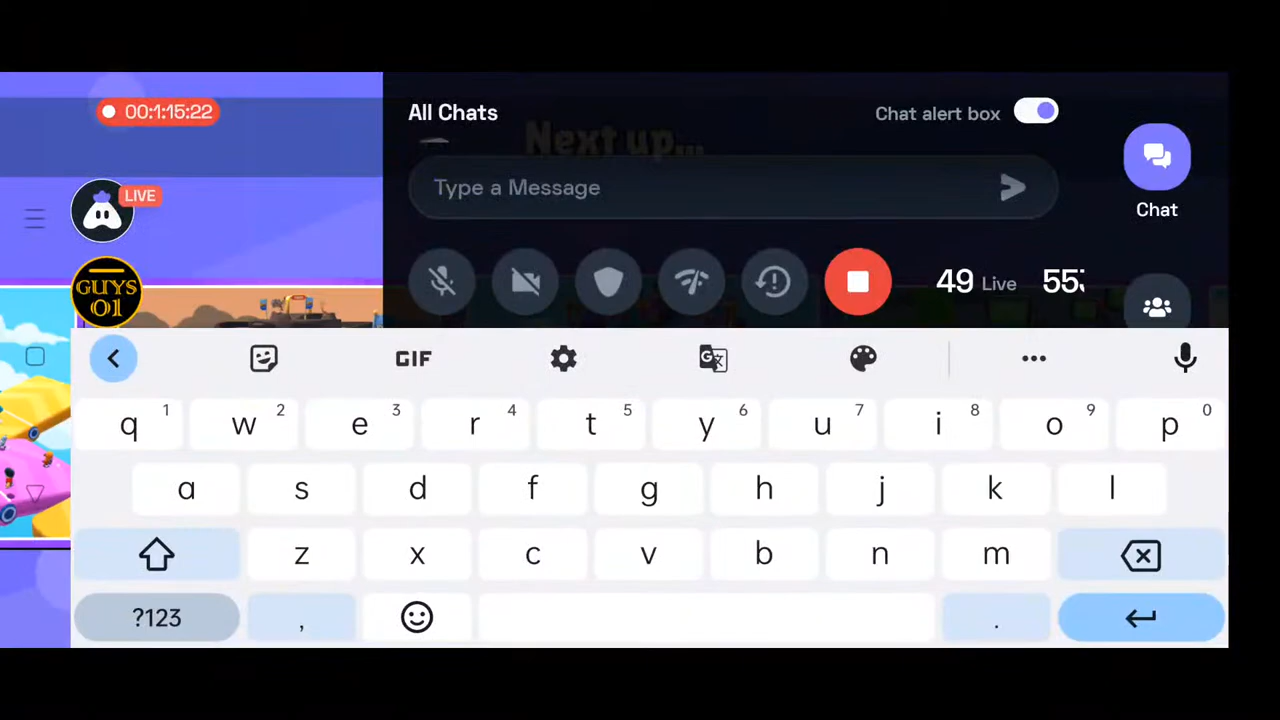 00:1:15:22
All Chats
Chat alert box
Next up...
Type a Message
LIVE
Chat
GUYS
01
49 Live
GIF
q 1 w 2 e 3 r 4 t 5 y 6 u 7 i 8 o 9 p 0
a s d f g h j k l
z x c v b n m
?123 , .